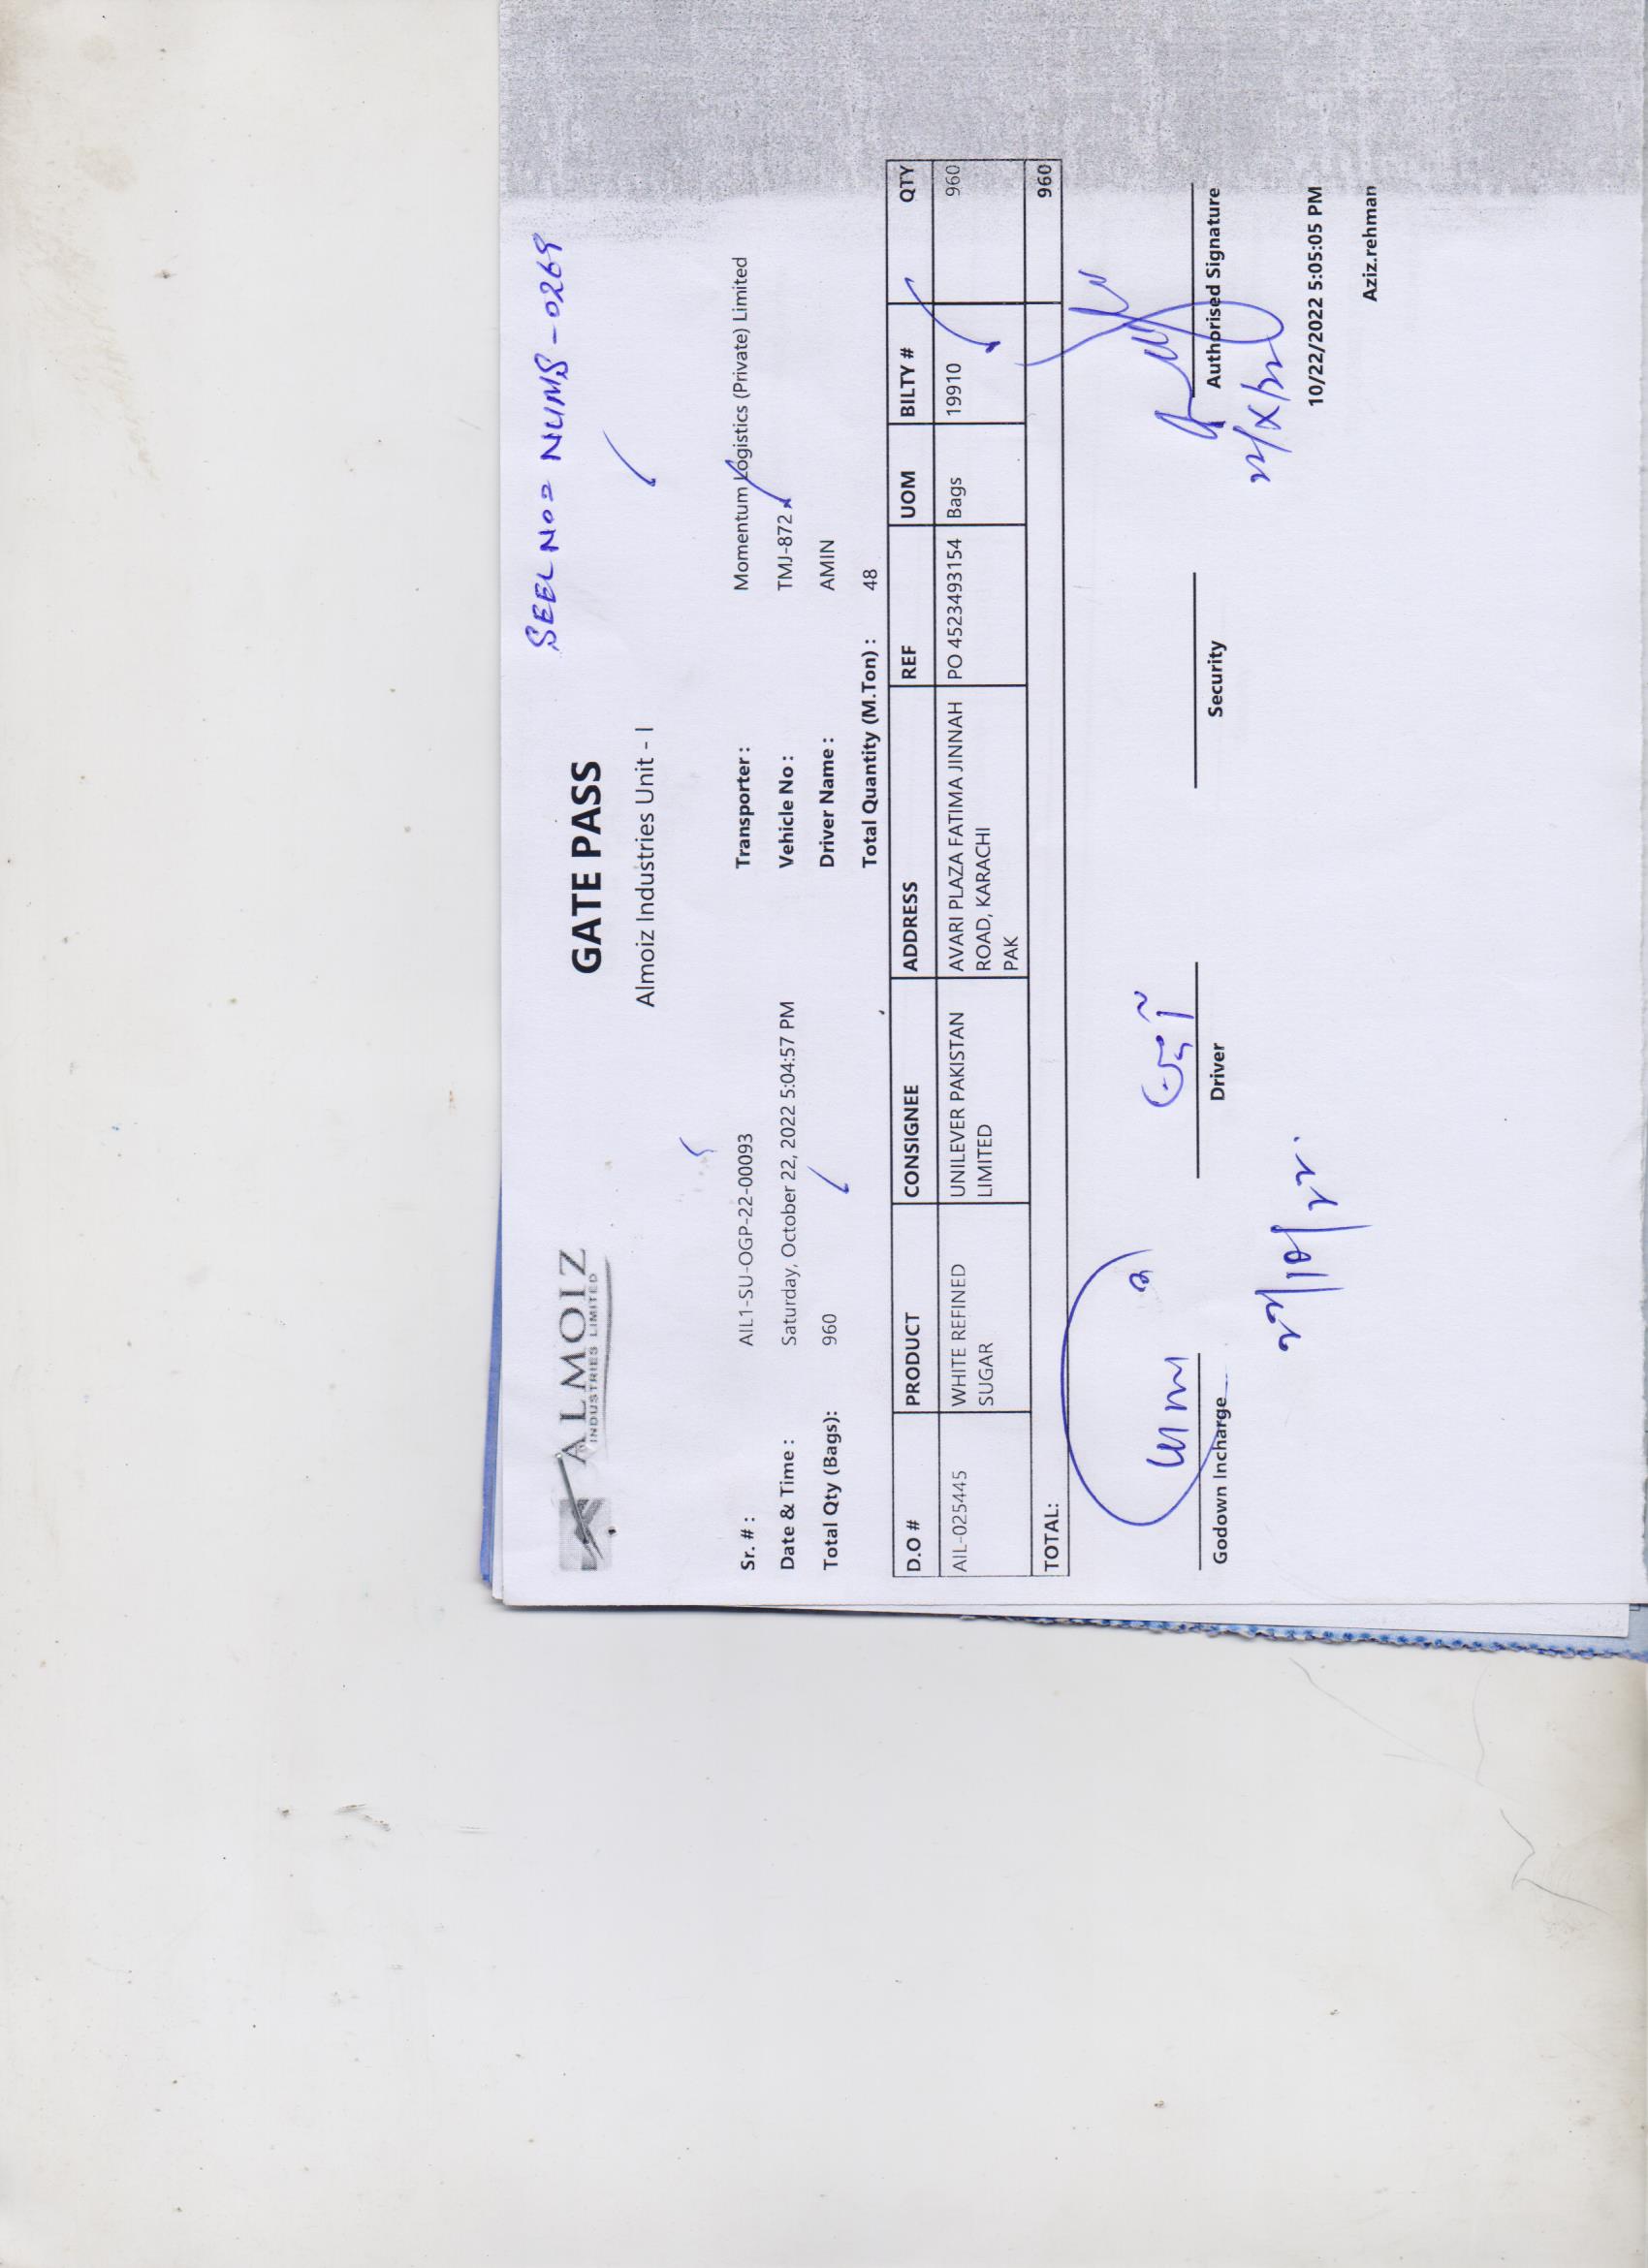 SEEL NO= NUMS-0269
ALMOIZ
INDUSTRIES LIMITED
GATE PASS
Almoiz Industries Unit - I
Sr. # : AIL1-SU-OGP-22-00093 Transporter : Momentum Logistics (Private) Limited
Date & Time : Saturday, October 22, 2022 5:04:57 PM Vehicle No : TMJ-872
Total Qty (Bags): 960 Driver Name : AMIN
Total Quantity (M.Ton) : 48
D.O # PRODUCT CONSIGNEE ADDRESS REF UOM BILTY # QTY
AIL-025445 WHITE REFINED UNILEVER PAKISTAN AVARI PLAZA FATIMA JINNAH PO 4523493154 Bags 19910 960
SUGAR LIMITED ROAD, KARACHI
PAK
TOTAL: 960
Godown Incharge Driver Security Authorised Signature
22/10/22
10/22/2022 5:05:05 PM
Aziz.rehman